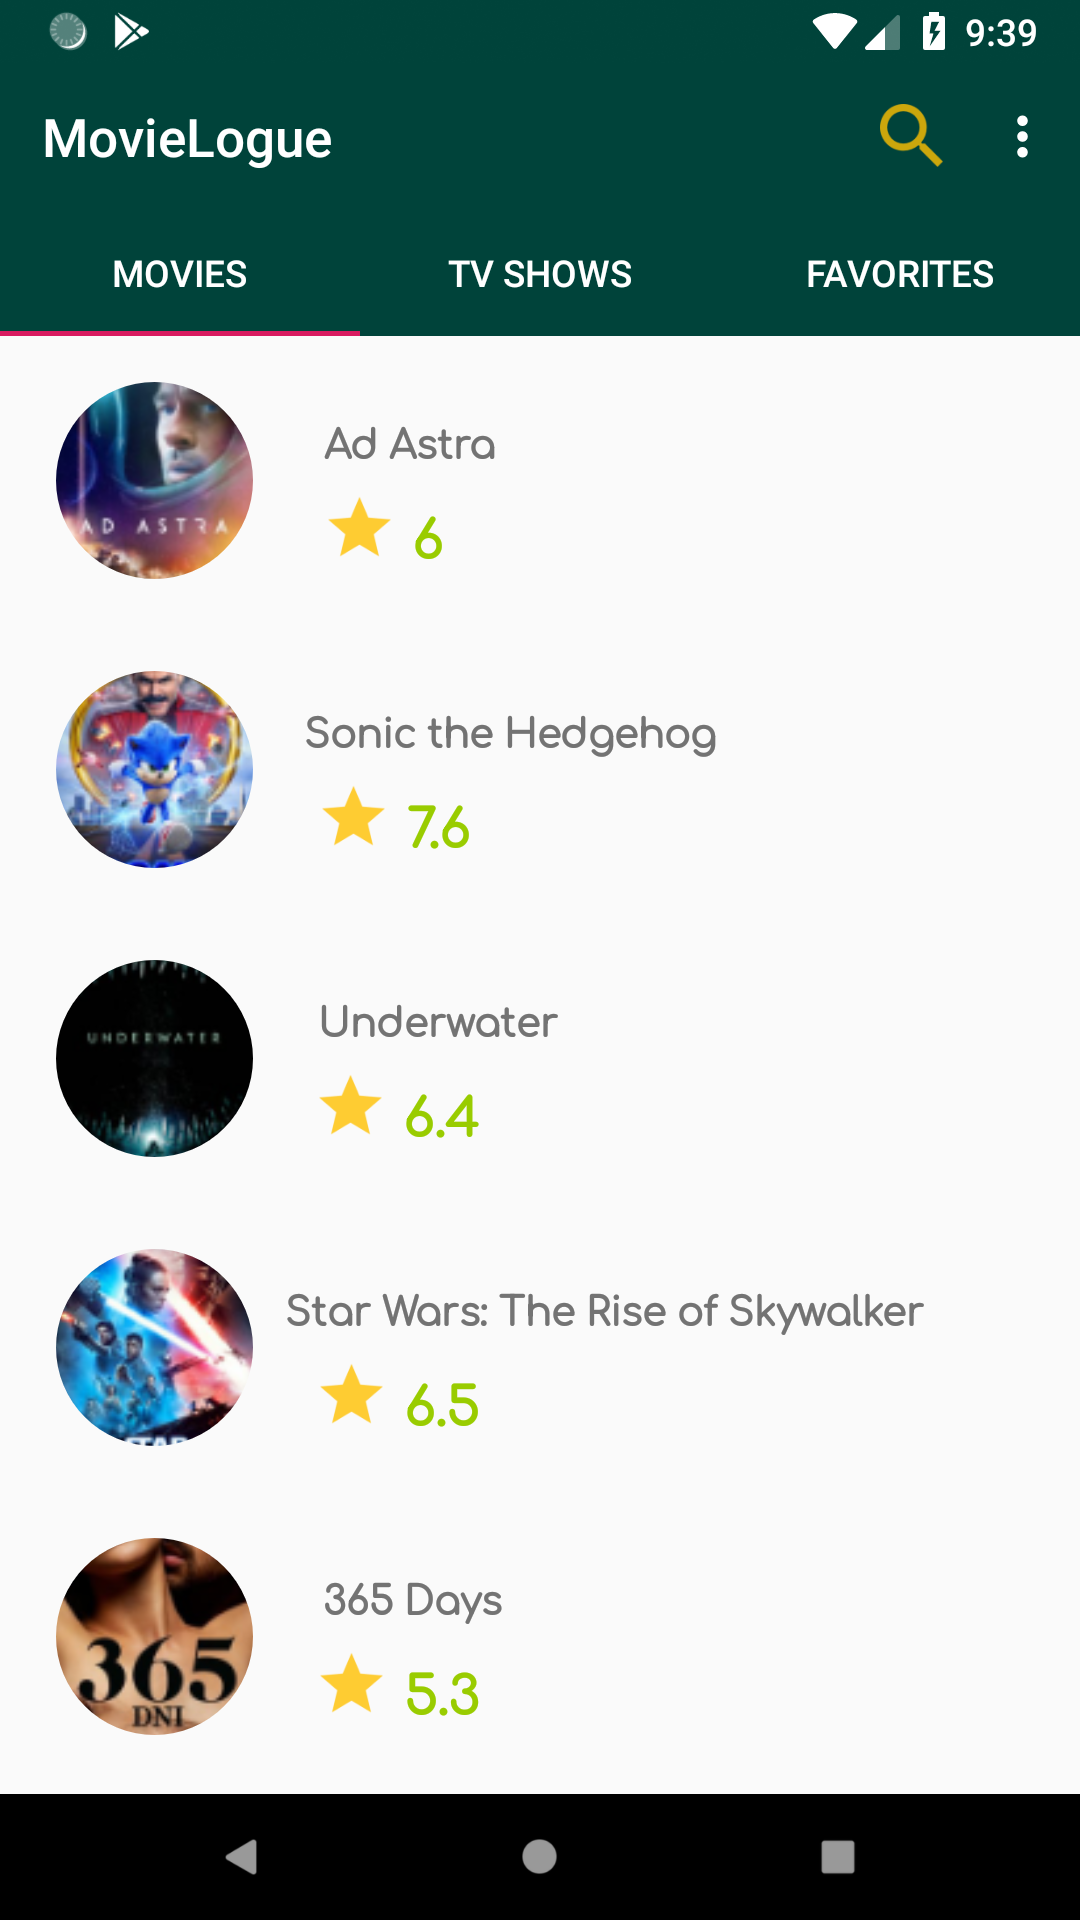 9:39
MovieLogue
MOVIES
TV SHOWS
FAVORITES
AD ASTRA
Ad Astra
6
Sonic the Hedgehog
7.6
UNDERWATER
Underwater
6.4
Star Wars: The Rise of Skywalker
6.5
365
DNI
365 Days
5.3